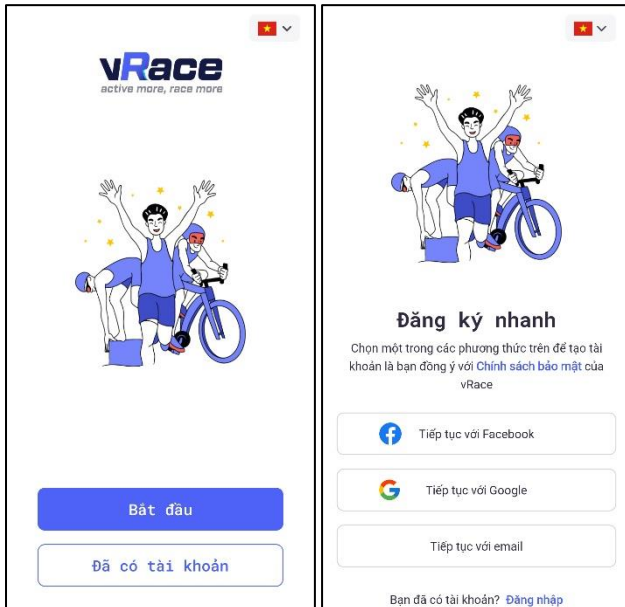 vRace
active more, race more
Bắt đầu
Đã có tài khoản
Đăng ký nhanh
Chọn một trong các phương thức trên để tạo tài
khoản là bạn đồng ý với Chính sách bảo mật của
vRace
Tiếp tục với Facebook
Tiếp tục với Google
Tiếp tục với email
Bạn đã có tài khoản? Đăng nhập